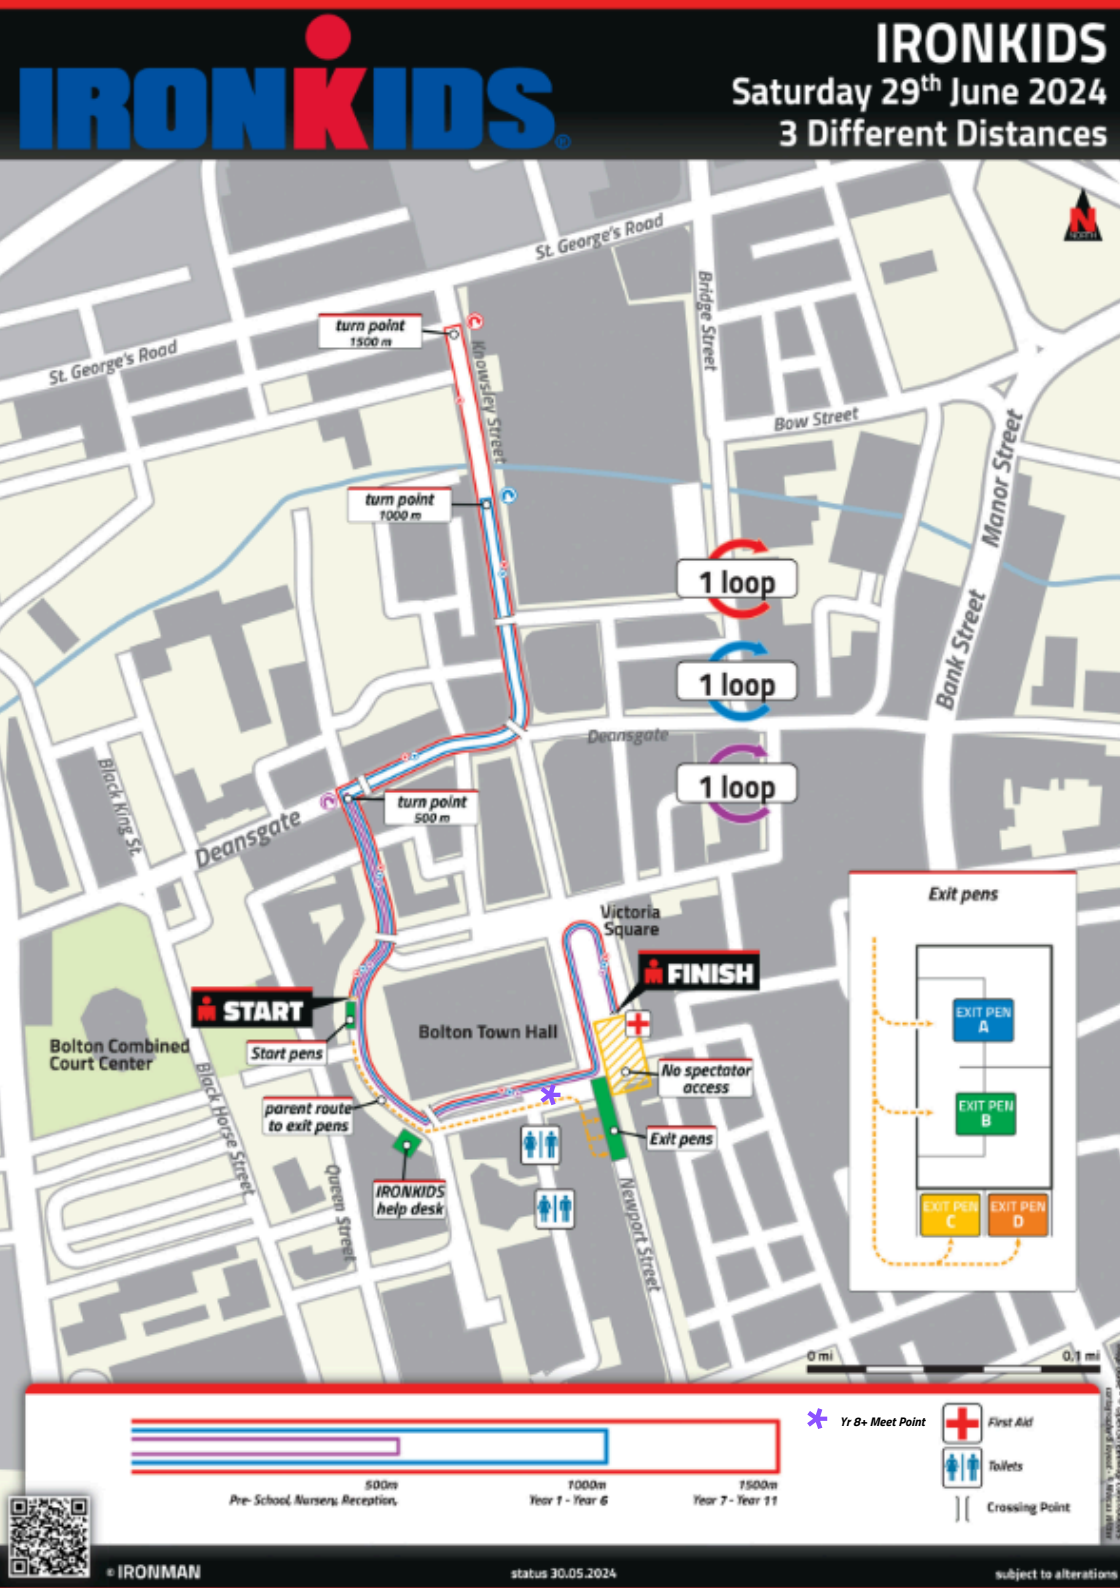 IRONKIDS®
IRONKIDS
Saturday 29th June 2024
3 Different Distances
N
NORTH
St. George's Road
Bridge Street
turn point
1500 m
St. George's Road
Knowsley Street
Bow Street
Manor Street
turn point
1000 m
1 loop
Bank Street
1 loop
Deansgate
Black King St.
1 loop
turn point
500 m
Deansgate
Exit pens
Victoria
Square
FINISH
START
EXIT PEN
A
Bolton Town Hall
Bolton Combined
Court Center
Start pens
No spectator
access
Black Horse Street
parent route
to exit pens
EXIT PEN
B
Exit pens
IRONKIDS
help desk
Queen Street
Newport Street
EXIT PEN
C
EXIT PEN
D
0 mi
0.1 mi
Yr 8+ Meet Point
First Aid
Toilets
Crossing Point
500m
Pre- School, Nursery, Reception,
1000m
Year 1 - Year 6
1500m
Year 7 - Year 11
© IRONMAN
status 30.05.2024
subject to alterations